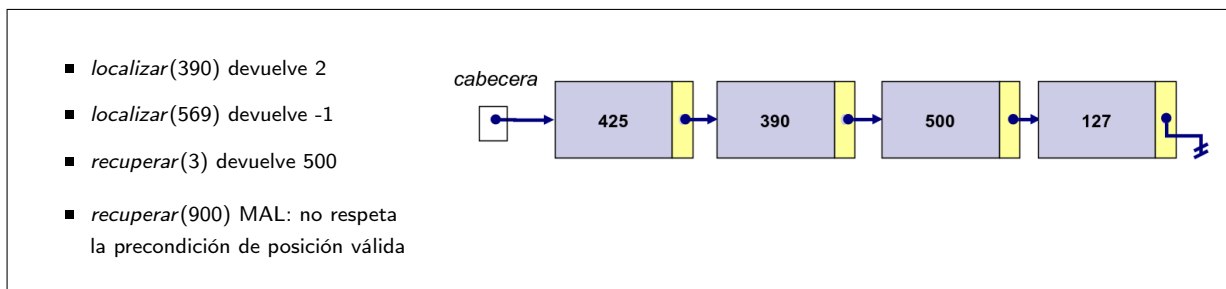 ■ localizar(390) devuelve 2
■ localizar(569) devuelve -1
■ recuperar(3) devuelve 500
■ recuperar(900) MAL: no respeta
la precondición de posición válida
cabecera
425 390 500 127